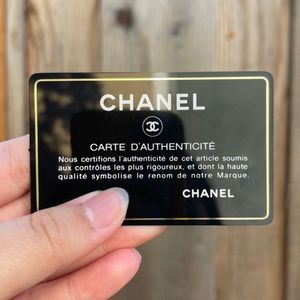 CHANEL
CARTE D'AUTHENTICITÉ
Nous certifions l'authenticité de cet article soumis
aux contrôles les plus rigoureux, et dont la haute
qualité symbolise le renom de notre Marque.
CHANEL